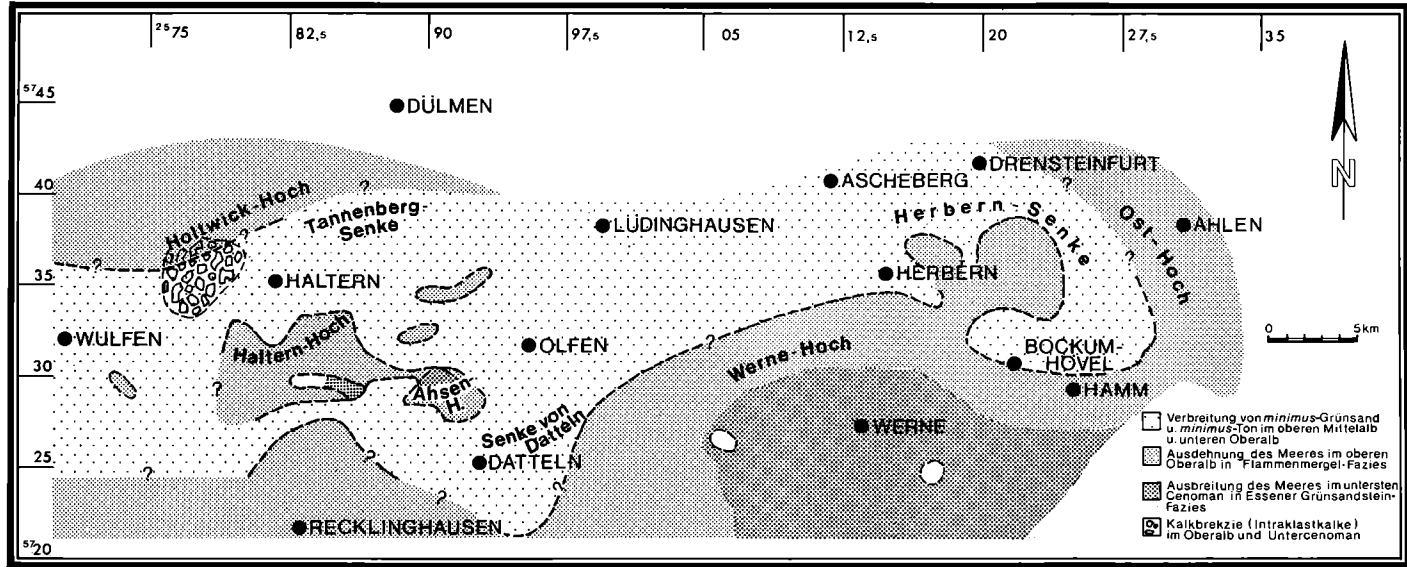 2575
82,5
90
97,5
05
12,5
20
27,5
35
5745
DÜLMEN
DRENSTEINFURT
40
?
?
ASCHEBERG
Holtwick-Hoch
Tannenberg-
Senke
Herbern-Senke
Ost-Hoch
AHLEN
LÜDINGHAUSEN
?
?
?
35
HALTERN
HERBERN
N
WULFEN
Haltern-Hoch
OLFEN
?
Werne-Hoch
BOCKUM-
HÖVEL
0 5km
30
?
Ahsen-
H.
HAMM
Senke von
Datteln
WERNE
25
?
?
DATTELN
?
?
RECKLINGHAUSEN
5720
Verbreitung von minimus-Grünsand
u. minimus-Ton im oberen Mittelalb
u. unteren Oberalb
Ausdehnung des Meeres im oberen
Oberalb in Flammenmergel-Fazies
Ausbreitung des Meeres im untersten
Cenoman in Essener Grünsandstein-
Fazies
Kalkbrekzie (Intraklastkalke)
im Oberalb und Untercenoman